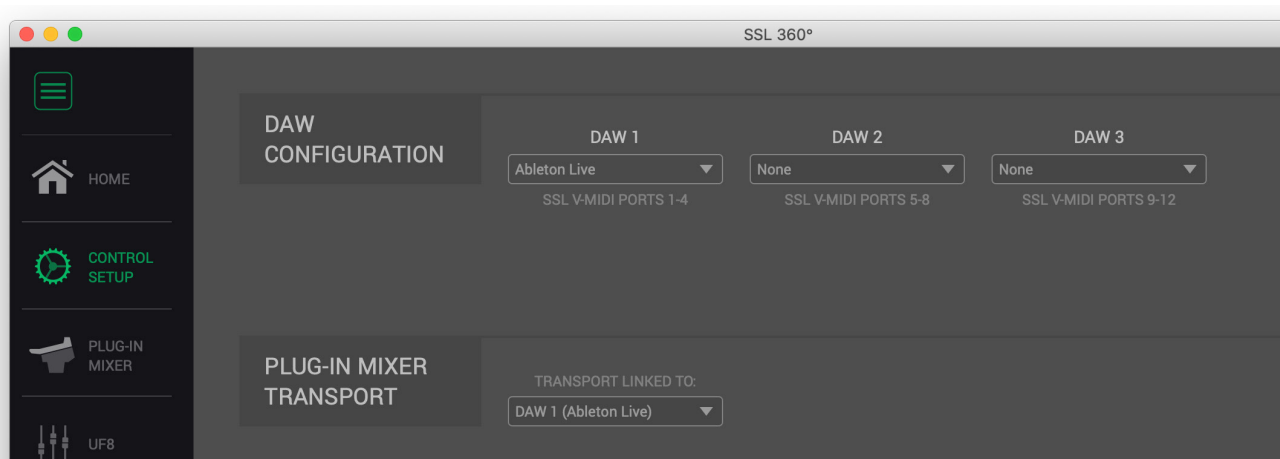 SSL 360°
HOME
CONTROL
SETUP
PLUG-IN
MIXER
UF8
DAW
CONFIGURATION
DAW 1
Ableton Live
SSL V-MIDI PORTS 1-4
DAW 2
None
SSL V-MIDI PORTS 5-8
DAW 3
None
SSL V-MIDI PORTS 9-12
PLUG-IN MIXER
TRANSPORT
TRANSPORT LINKED TO:
DAW 1 (Ableton Live)